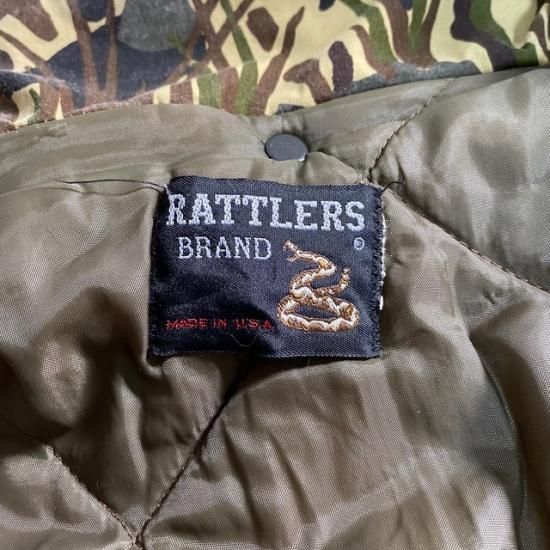 RATTLERS
BRAND ®
MADE IN U.S.A.